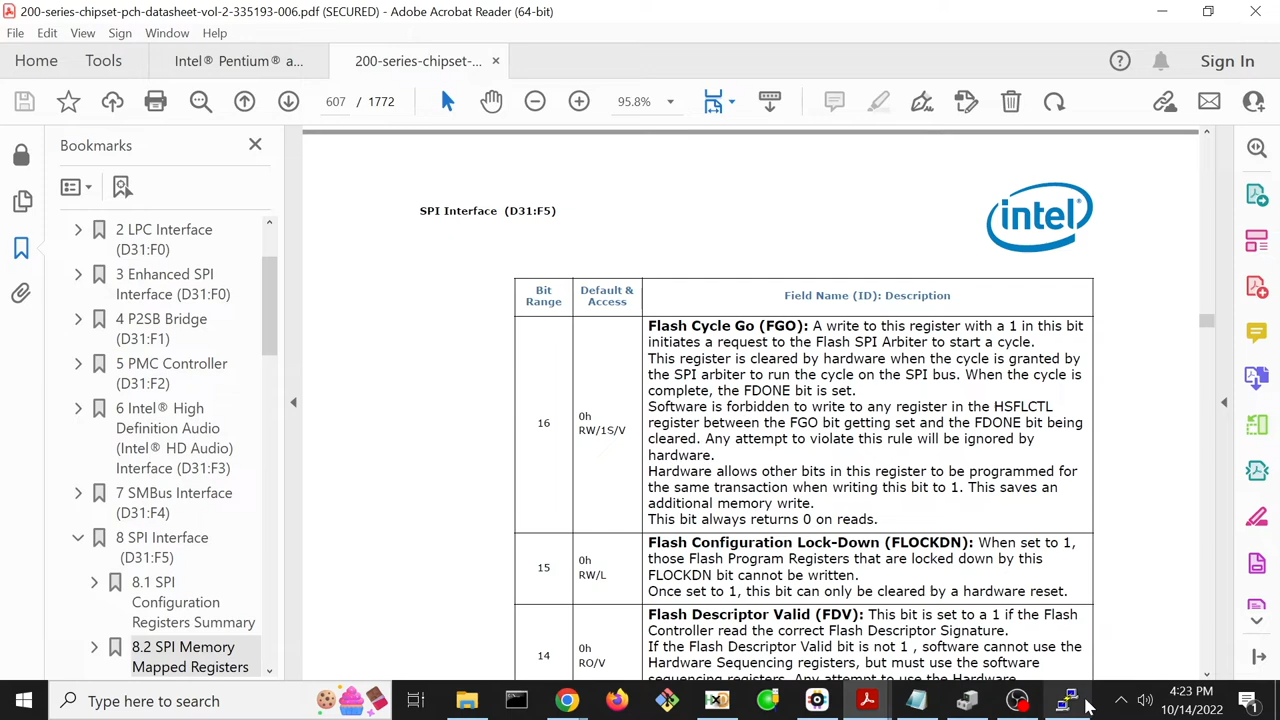 200-series-chipset-pch-datasheet-vol-2-335193-006.pdf (SECURED) - Adobe Acrobat Reader (64-bit)
File Edit View Sign Window Help
Home Tools Intel® Pentium® a... 200-series-chipset-... ×
Sign In
607 / 1772 95.8%
Bookmarks
2 LPC Interface
(D31:F0)
3 Enhanced SPI
Interface (D31:F0)
4 P2SB Bridge
(D31:F1)
5 PMC Controller
(D31:F2)
6 Intel® High
Definition Audio
(Intel® HD Audio)
Interface (D31:F3)
7 SMBus Interface
(D31:F4)
8 SPI Interface
(D31:F5)
8.1 SPI
Configuration
Registers Summary
8.2 SPI Memory
Mapped Registers
SPI Interface (D31:F5)
intel®
Bit
Range
Default &
Access
Field Name (ID): Description
16
0h
RW/1S/V
Flash Cycle Go (FGO): A write to this register with a 1 in this bit
initiates a request to the Flash SPI Arbiter to start a cycle.
This register is cleared by hardware when the cycle is granted by
the SPI arbiter to run the cycle on the SPI bus. When the cycle is
complete, the FDONE bit is set.
Software is forbidden to write to any register in the HSFLCTL
register between the FGO bit getting set and the FDONE bit being
cleared. Any attempt to violate this rule will be ignored by
hardware.
Hardware allows other bits in this register to be programmed for
the same transaction when writing this bit to 1. This saves an
additional memory write.
This bit always returns 0 on reads.
15
0h
RW/L
Flash Configuration Lock-Down (FLOCKDN): When set to 1,
those Flash Program Registers that are locked down by this
FLOCKDN bit cannot be written.
Once set to 1, this bit can only be cleared by a hardware reset.
14
0h
RO/V
Flash Descriptor Valid (FDV): This bit is set to a 1 if the Flash
Controller read the correct Flash Descriptor Signature.
If the Flash Descriptor Valid bit is not 1 , software cannot use the
Hardware Sequencing registers, but must use the software
sequencing registers. Any attempt to use the Hardware
Type here to search
4:23 PM
10/14/2022
1